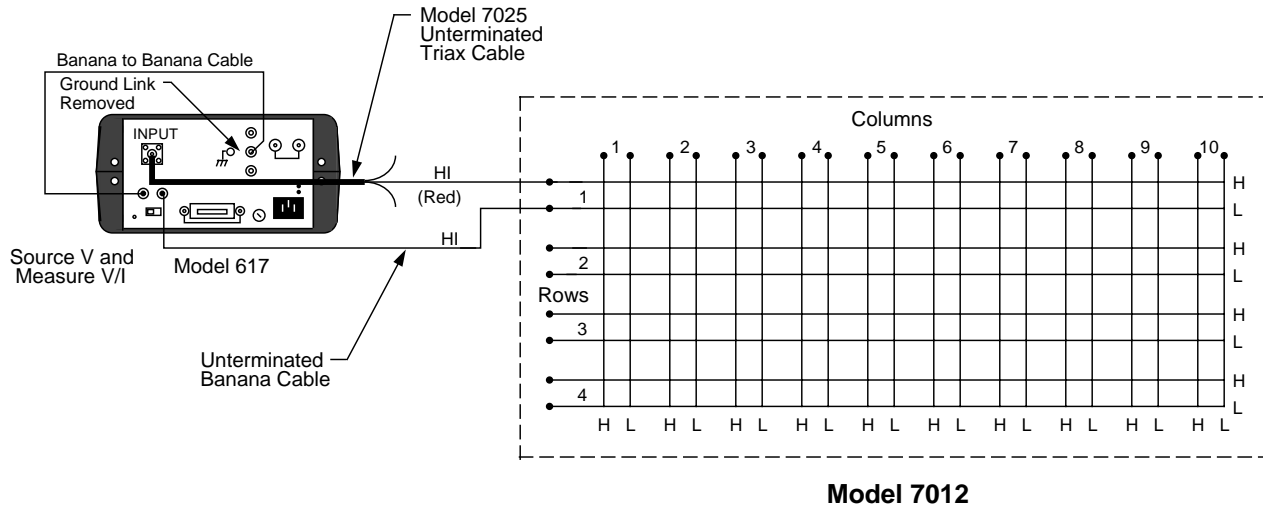 Model 7025
Unterminated
Triax Cable
Banana to Banana Cable
Ground Link
Removed
INPUT
HI
(Red)
HI
Source V and
Measure V/I
Model 617
Unterminated
Banana Cable
Columns
1 2 3 4 5 6 7 8 9 10
1
H
L
2
H
L
Rows
3
H
L
4
H
L
H L H L H L H L H L H L H L H L H L H L
Model 7012